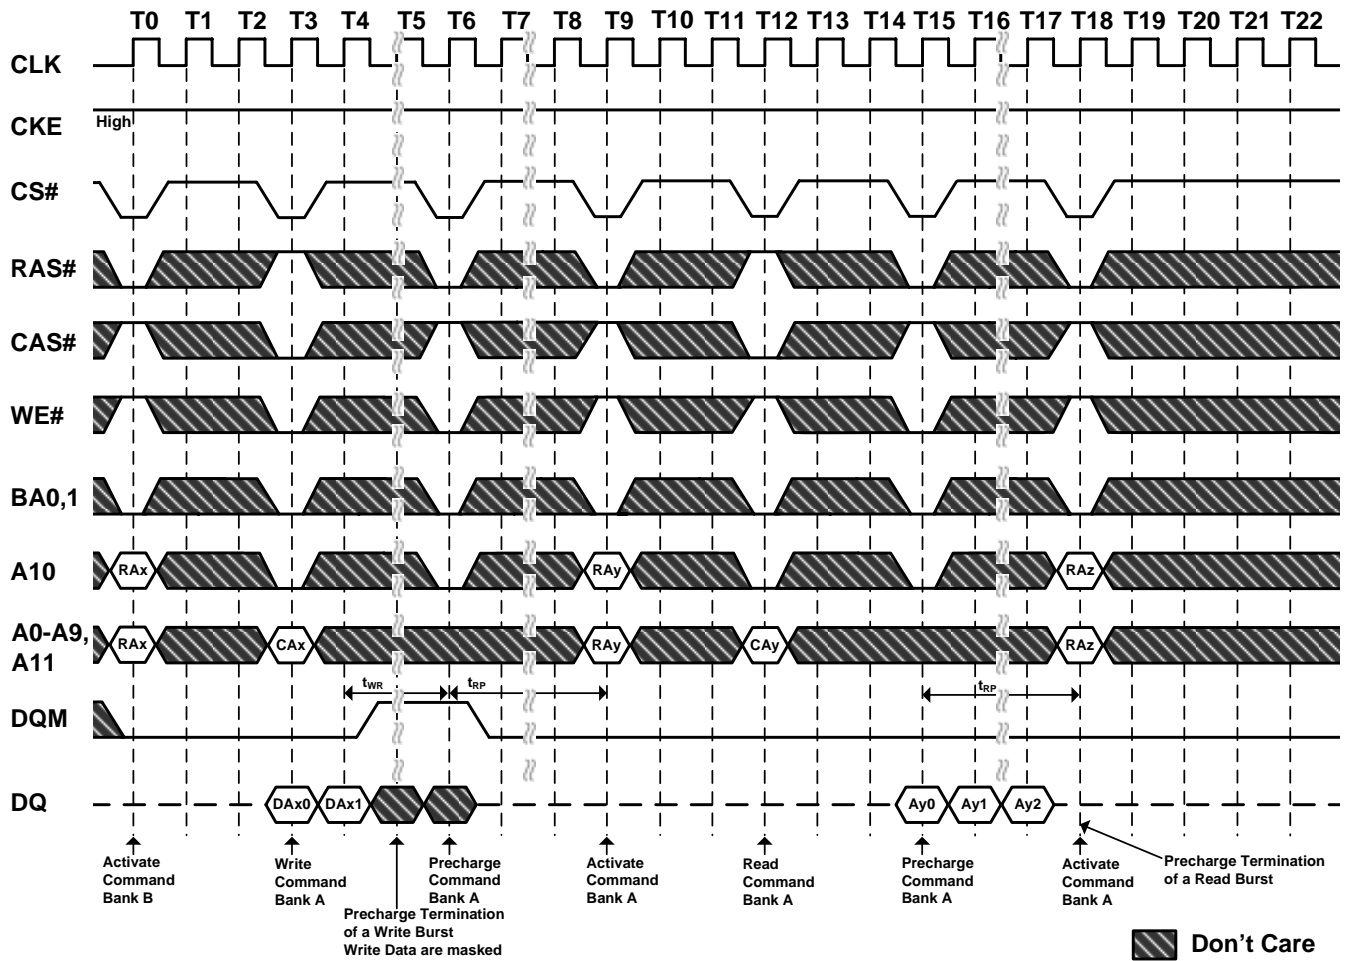 T0 T1 T2 T3 T4 T5 T6 T7 T8 T9 T10 T11 T12 T13 T14 T15 T16 T17 T18 T19 T20 T21 T22
CLK
CKE
High
CS#
RAS#
CAS#
WE#
BA0,1
A10
RAx RAy RAz
A0-A9,
A11
RAx CAx RAy CAy RAz
tWR tRP tRP
DQM
DQ
DAx0 DAx1 Ay0 Ay1 Ay2
Activate
Command
Bank B
Write
Command
Bank A
Precharge Termination
of a Write Burst
Write Data are masked
Precharge
Command
Bank A
Activate
Command
Bank A
Read
Command
Bank A
Precharge
Command
Bank A
Activate
Command
Bank A
Precharge Termination
of a Read Burst
Don't Care